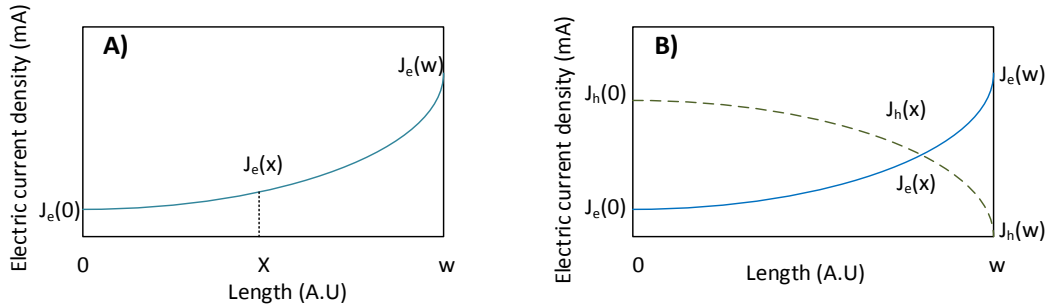 Electric current density (mA)
A)
Jₑ(w)
Jₑ(x)
Jₑ(0)
0
X
w
Length (A.U)
Electric current density (mA)
B)
Jₑ(w)
Jₕ(0)
Jₕ(x)
Jₑ(x)
Jₑ(0)
Jₕ(w)
0
w
Length (A.U)